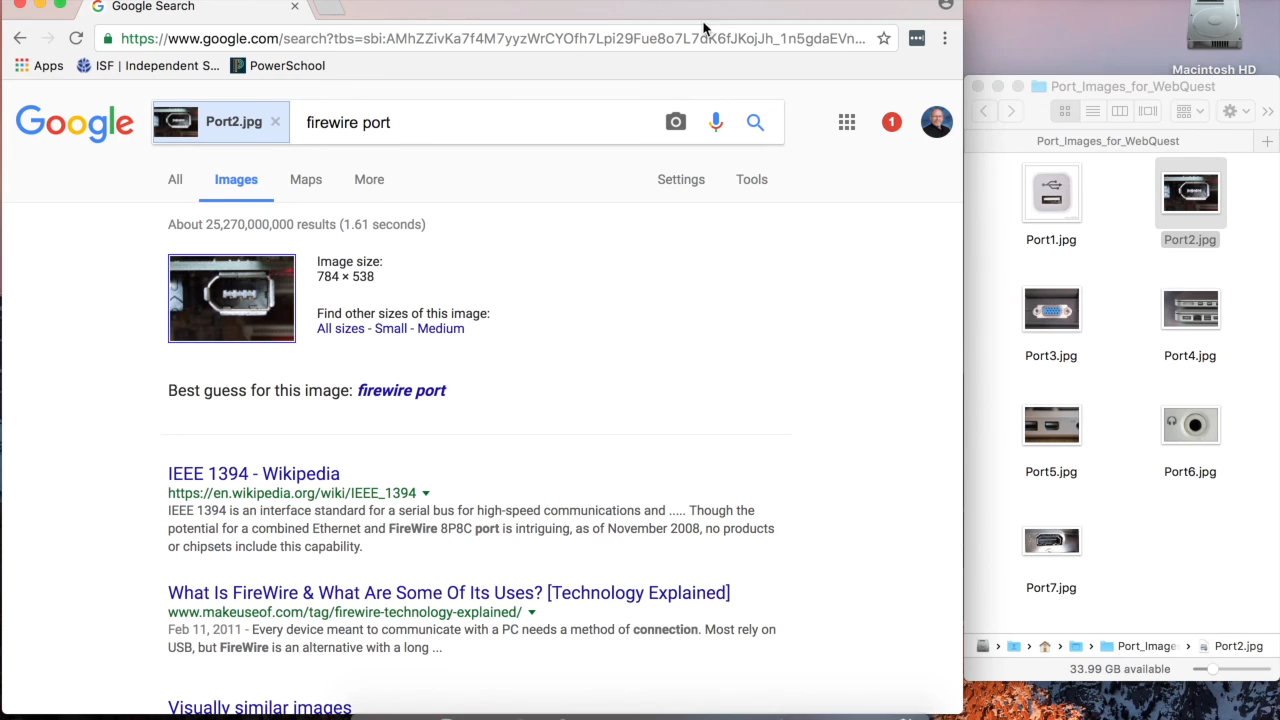 Google Search
https://www.google.com/search?tbs=sbi:AMhZZivKa7f4M7yyzWrCYOfh7Lpi29Fue8o7L7dK6fJKojJh_1n5gdaEVn...
Apps
ISF | Independent S...
PowerSchool
Google
Port2.jpg
firewire port
1
All
Images
Maps
More
Settings
Tools
About 25,270,000,000 results (1.61 seconds)
Image size:
784 × 538
Find other sizes of this image:
All sizes - Small - Medium
Best guess for this image: firewire port
IEEE 1394 - Wikipedia
https://en.wikipedia.org/wiki/IEEE_1394
IEEE 1394 is an interface standard for a serial bus for high-speed communications and ..... Though the
potential for a combined Ethernet and FireWire 8P8C port is intriguing, as of November 2008, no products
or chipsets include this capability.
What Is FireWire & What Are Some Of Its Uses? [Technology Explained]
www.makeuseof.com/tag/firewire-technology-explained/
Feb 11, 2011 - Every device meant to communicate with a PC needs a method of connection. Most rely on
USB, but FireWire is an alternative with a long ...
Visually similar images
Macintosh HD
Port_Images_for_WebQuest
Port_Images_for_WebQuest
Port1.jpg
Port2.jpg
Port3.jpg
Port4.jpg
Port5.jpg
Port6.jpg
Port7.jpg
Port_Image
Port2.jpg
33.99 GB available